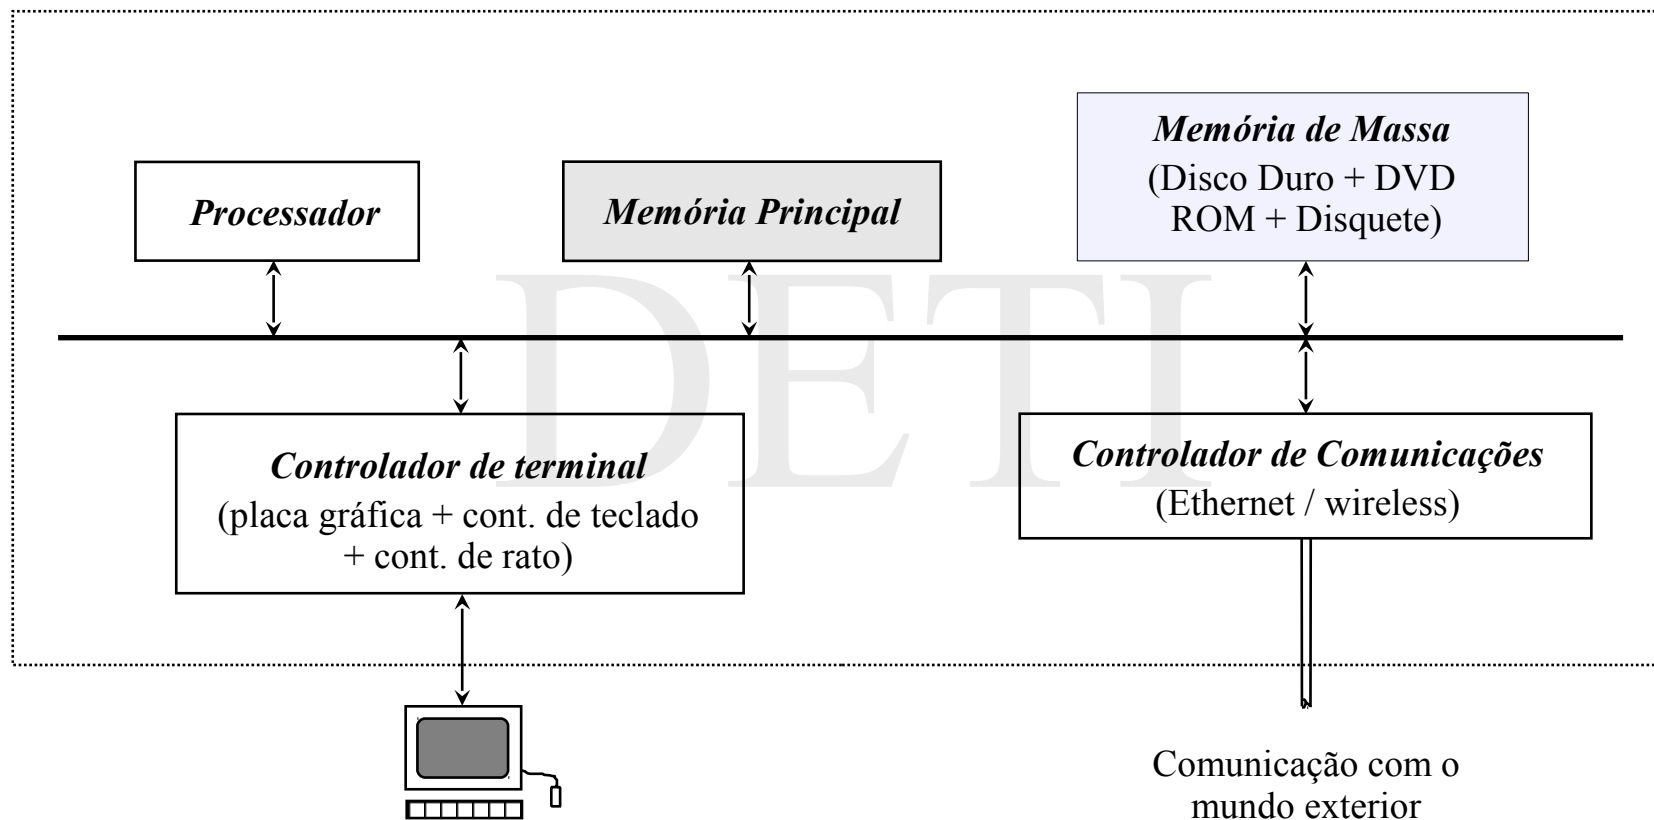 Memória de Massa
(Disco Duro + DVD
ROM + Disquete)
Processador
Memória Principal
DETI
Controlador de terminal
(placa gráfica + cont. de teclado
+ cont. de rato)
Controlador de Comunicações
(Ethernet / wireless)
Comunicação com o
mundo exterior